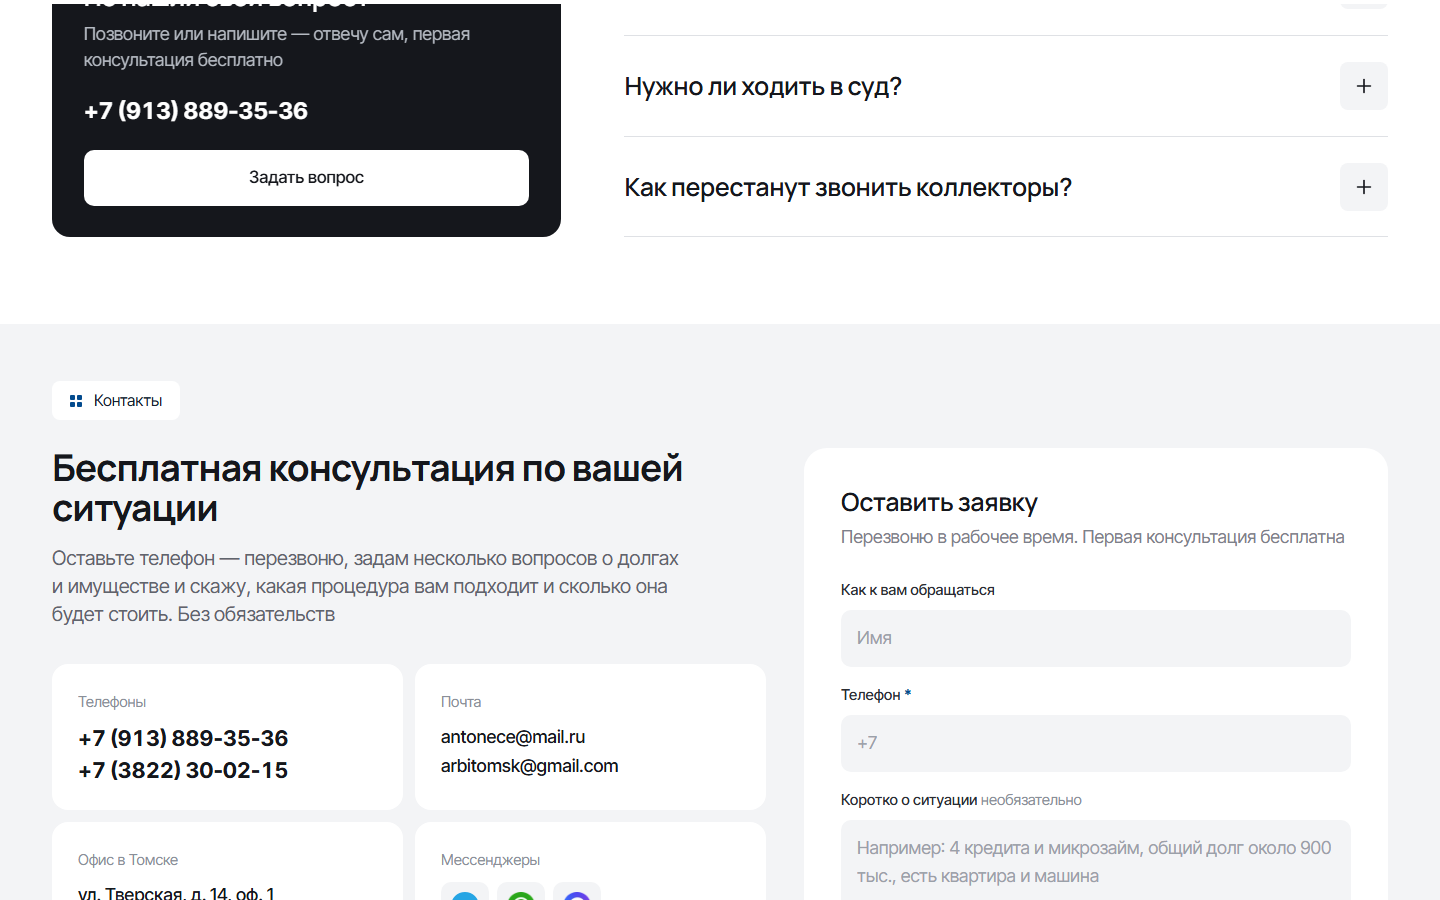 Не нашли свой вопрос?
Позвоните или напишите — отвечу сам, первая
консультация бесплатно
+7 (913) 889-35-36
Задать вопрос
Нужно ли ходить в суд?
Как перестанут звонить коллекторы?
Контакты
Бесплатная консультация по вашей
ситуации
Оставьте телефон — перезвоню, задам несколько вопросов о долгах
и имуществе и скажу, какая процедура вам подходит и сколько она
будет стоить. Без обязательств
Телефоны
+7 (913) 889-35-36
+7 (3822) 30-02-15
Почта
antonece@mail.ru
arbitomsk@gmail.com
Офис в Томске
ул. Тверская, д. 14, оф. 1
Мессенджеры
Оставить заявку
Перезвоню в рабочее время. Первая консультация бесплатна
Как к вам обращаться
Имя
Телефон *
+7
Коротко о ситуации необязательно
Например: 4 кредита и микрозайм, общий долг около 900
тыс., есть квартира и машина